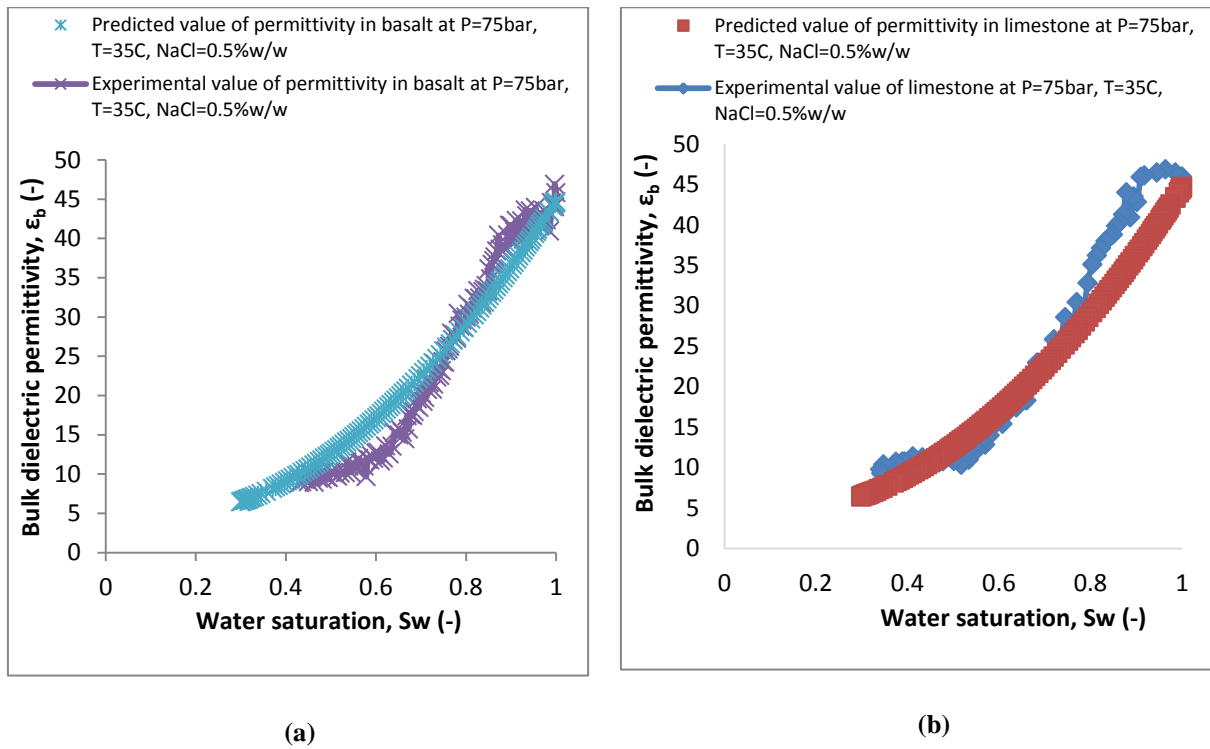 Predicted value of permittivity in basalt at P=75bar,
T=35C, NaCl=0.5%w/w
Experimental value of permittivity in basalt at P=75bar,
T=35C, NaCl=0.5%w/w
50
45
40
35
30
25
20
15
10
5
0
0
0.2
0.4
0.6
0.8
1
Bulk dielectric permittivity, ε_b (-)
Water saturation, Sw (-)
(a)
Predicted value of permittivity in limestone at P=75bar,
T=35C, NaCl=0.5%w/w
Experimental value of limestone at P=75bar, T=35C,
NaCl=0.5%w/w
50
45
40
35
30
25
20
15
10
5
0
0
0.2
0.4
0.6
0.8
1
Bulk dielectric permittivity, ε_b (-)
Water saturation, Sw (-)
(b)